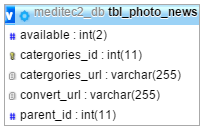 v meditec2_db tbl_photo_news
# available : int(2)
catergories_id : int(11)
catergories_url : varchar(255)
convert_url : varchar(255)
# parent_id : int(11)